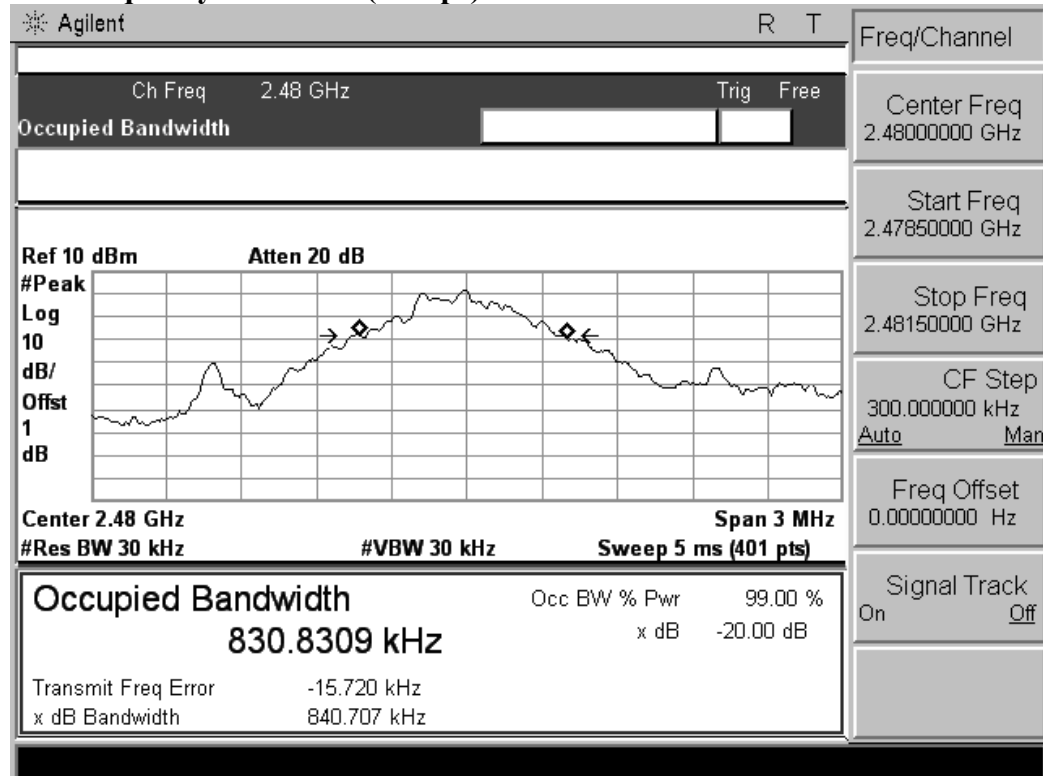 Agilent
R T
Ch Freq 2.48 GHz Trig Free
Occupied Bandwidth
Ref 10 dBm Atten 20 dB
#Peak
Log
10
dB/
Offst
1
dB
Center 2.48 GHz Span 3 MHz
#Res BW 30 kHz #VBW 30 kHz Sweep 5 ms (401 pts)
Occupied Bandwidth Occ BW % Pwr 99.00 %
830.8309 kHz x dB -20.00 dB
Transmit Freq Error -15.720 kHz
x dB Bandwidth 840.707 kHz
Freq/Channel
Center Freq
2.48000000 GHz
Start Freq
2.47850000 GHz
Stop Freq
2.48150000 GHz
CF Step
300.000000 kHz
Auto Man
Freq Offset
0.00000000 Hz
Signal Track
On Off